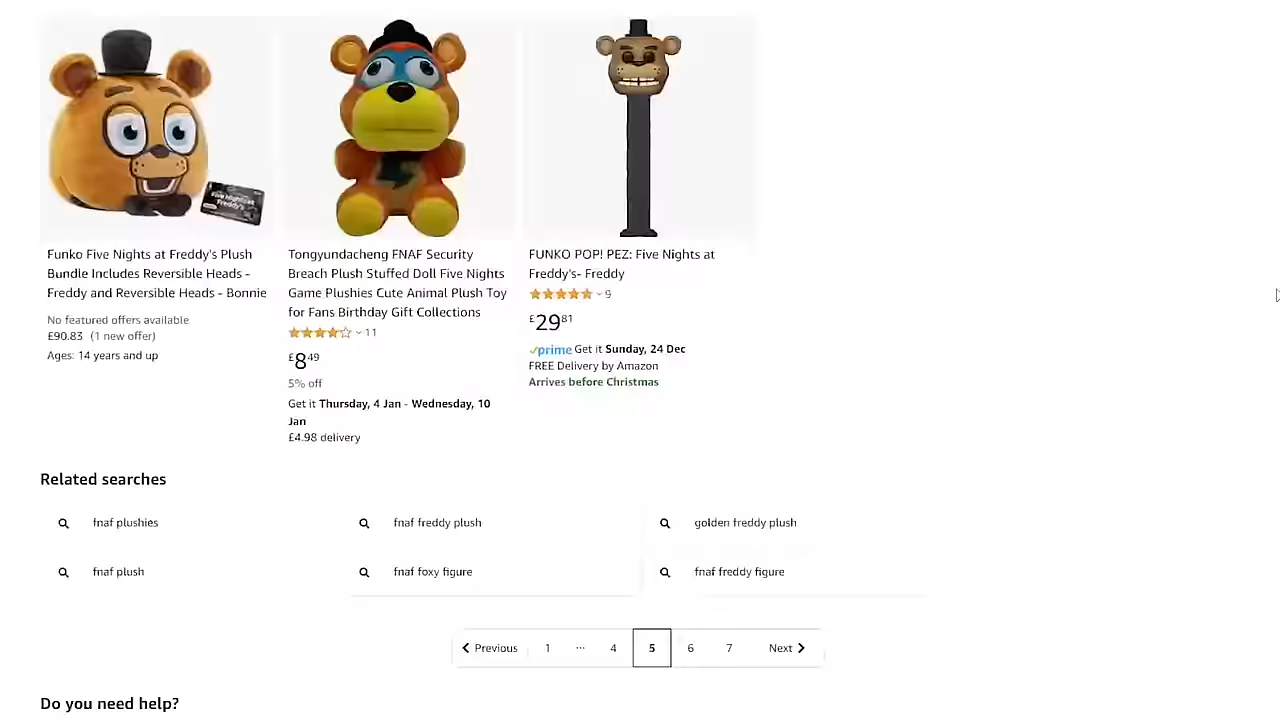 Five Nights at
Freddy's
Funko Five Nights at Freddy's Plush
Bundle Includes Reversible Heads -
Freddy and Reversible Heads - Bonnie
No featured offers available
£90.83 (1 new offer)
Ages: 14 years and up
Tongyundacheng FNAF Security
Breach Plush Stuffed Doll Five Nights
Game Plushies Cute Animal Plush Toy
for Fans Birthday Gift Collections
11
£8 49
5% off
Get it Thursday, 4 Jan - Wednesday, 10
Jan
£4.98 delivery
FUNKO POP! PEZ: Five Nights at
Freddy's- Freddy
9
£29 81
prime Get it Sunday, 24 Dec
FREE Delivery by Amazon
Arrives before Christmas
Related searches
fnaf plushies
fnaf freddy plush
golden freddy plush
fnaf plush
fnaf foxy figure
fnaf freddy figure
Previous 1 ... 4 5 6 7 Next
Do you need help?